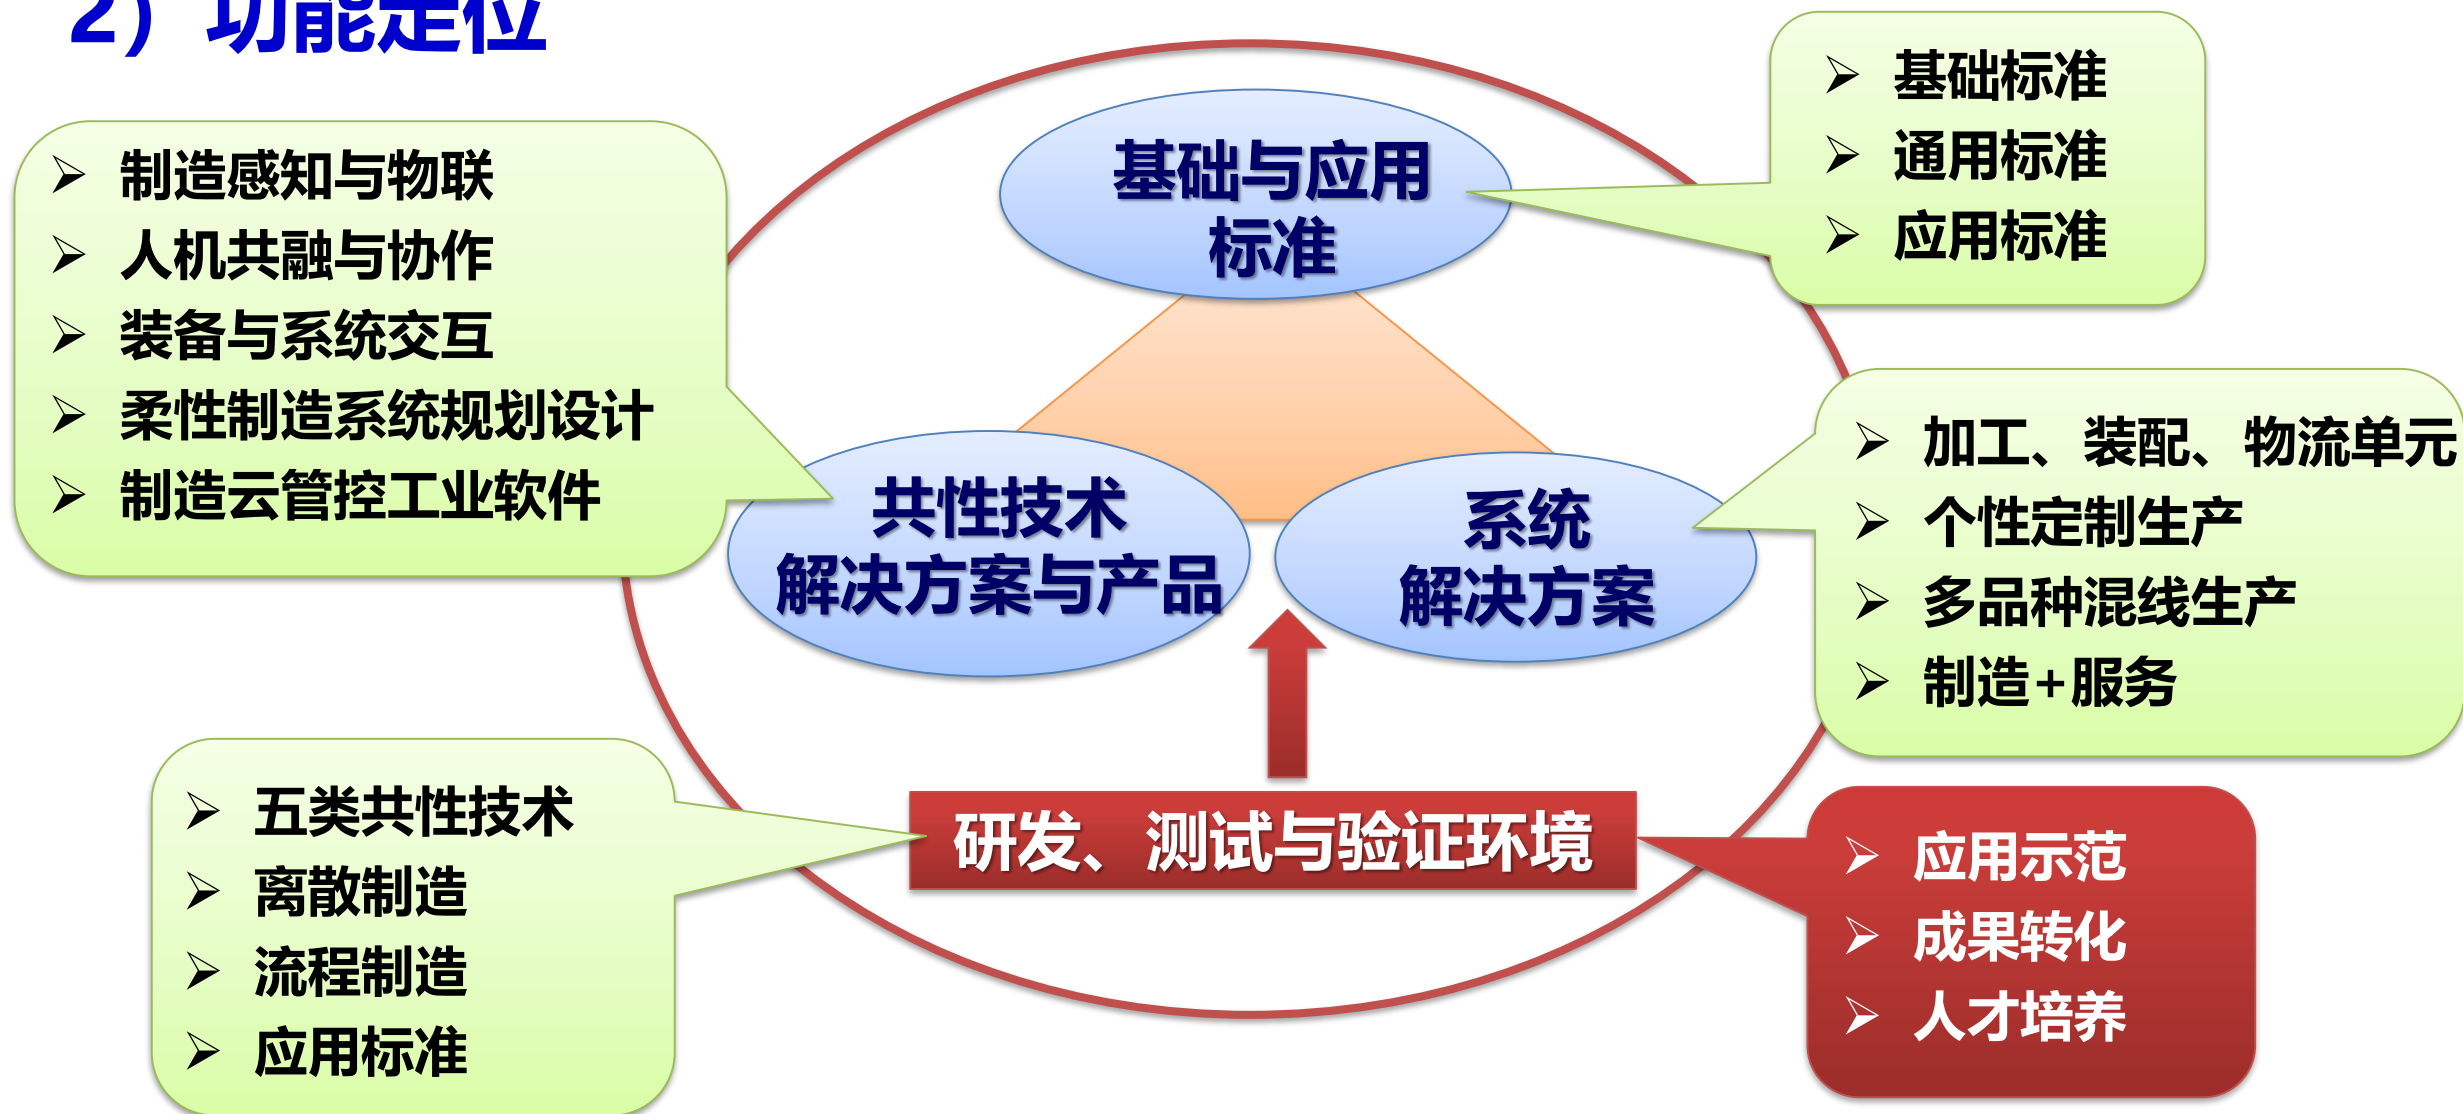 2）功能定位
制造感知与物联
人机共融与协作
装备与系统交互
柔性制造系统规划设计
制造云管控工业软件
基础与应用
标准
基础标准
通用标准
应用标准
共性技术
解决方案与产品
系统
解决方案
加工、装配、物流单元
个性定制生产
多品种混线生产
制造+服务
五类共性技术
离散制造
流程制造
应用标准
研发、测试与验证环境
应用示范
成果转化
人才培养